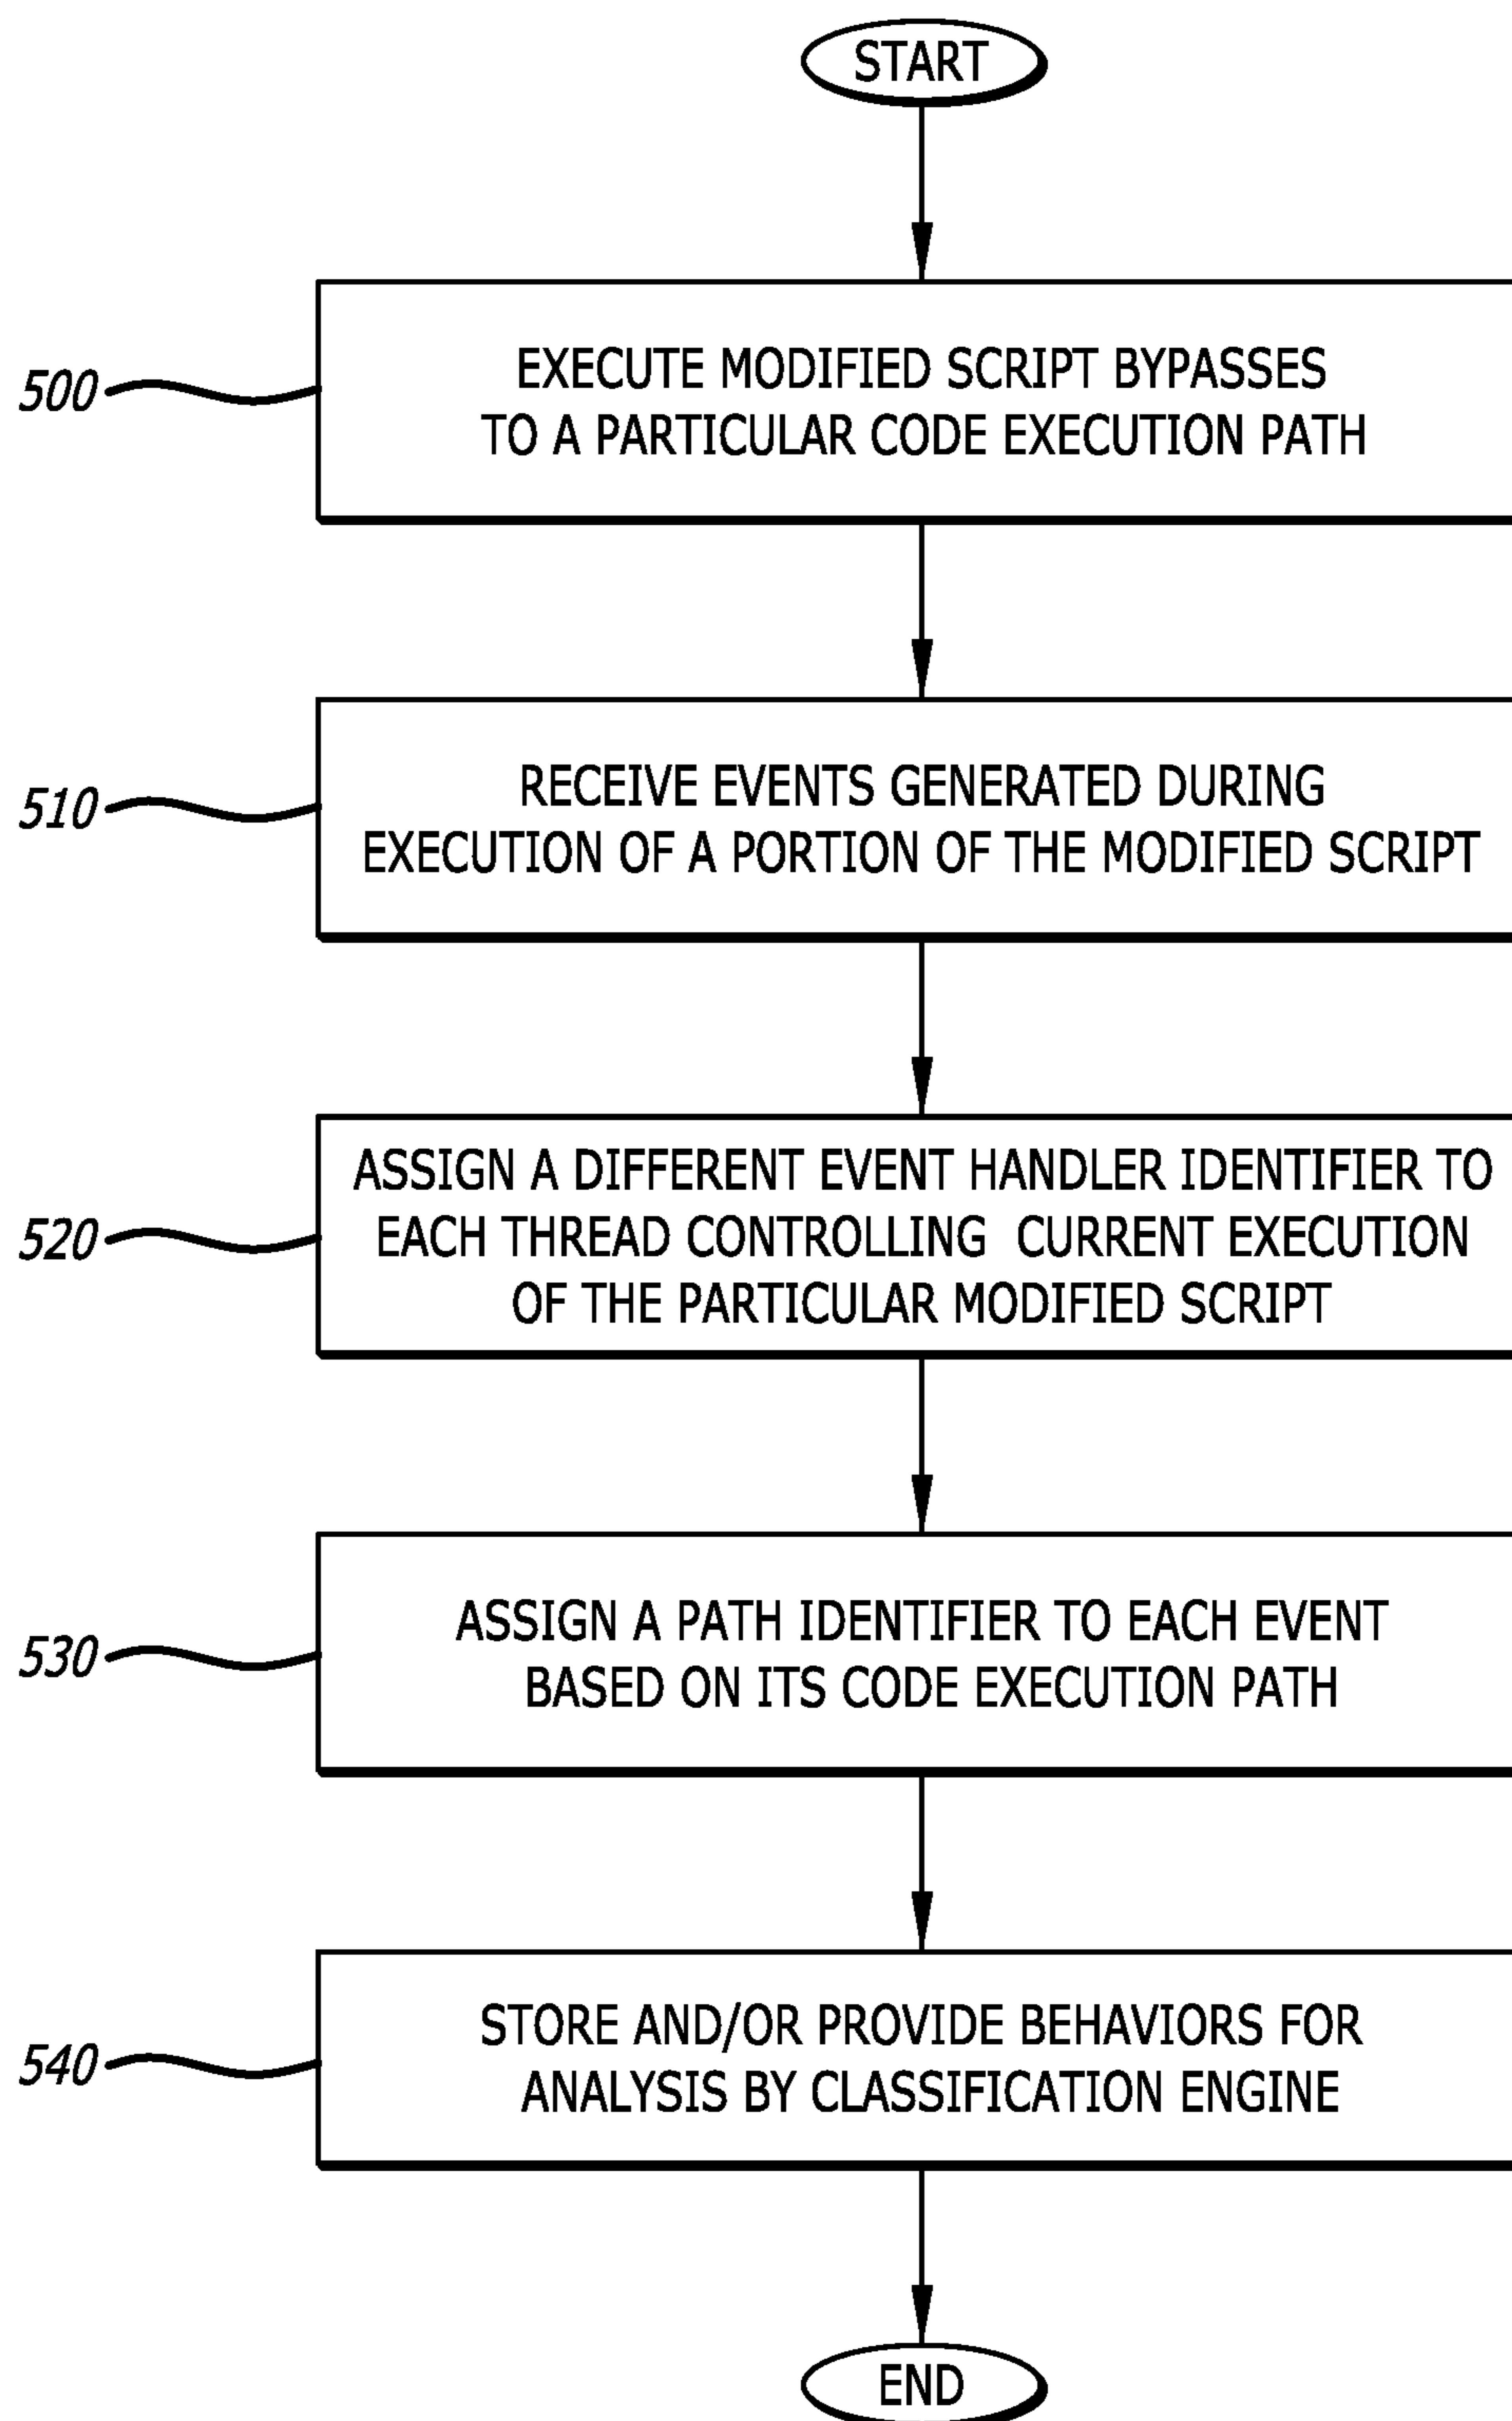 START
500
EXECUTE MODIFIED SCRIPT BYPASSES
TO A PARTICULAR CODE EXECUTION PATH
510
RECEIVE EVENTS GENERATED DURING
EXECUTION OF A PORTION OF THE MODIFIED SCRIPT
520
ASSIGN A DIFFERENT EVENT HANDLER IDENTIFIER TO
EACH THREAD CONTROLLING CURRENT EXECUTION
OF THE PARTICULAR MODIFIED SCRIPT
530
ASSIGN A PATH IDENTIFIER TO EACH EVENT
BASED ON ITS CODE EXECUTION PATH
540
STORE AND/OR PROVIDE BEHAVIORS FOR
ANALYSIS BY CLASSIFICATION ENGINE
END